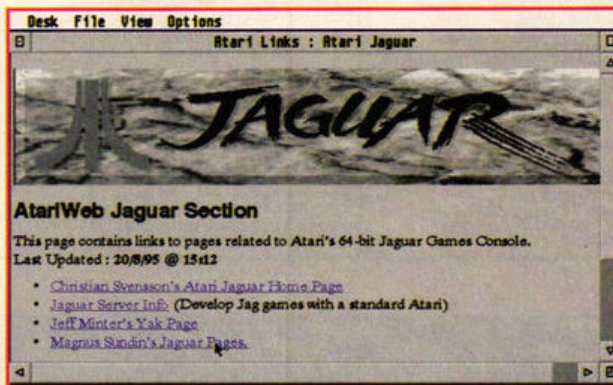 Desk File View Options
Atari Links : Atari Jaguar
JAGUAR
AtariWeb Jaguar Section
This page contains links to pages related to Atari's 64-bit Jaguar Games Console.
Last Updated : 20/8/95 @ 15:12
• Christian Svensson's Atari Jaguar Home Page
• Jaguar Server Info (Develop Jag games with a standard Atari)
• Jeff Minter's Yak Page
• Magnus Sundin's Jaguar Pages.